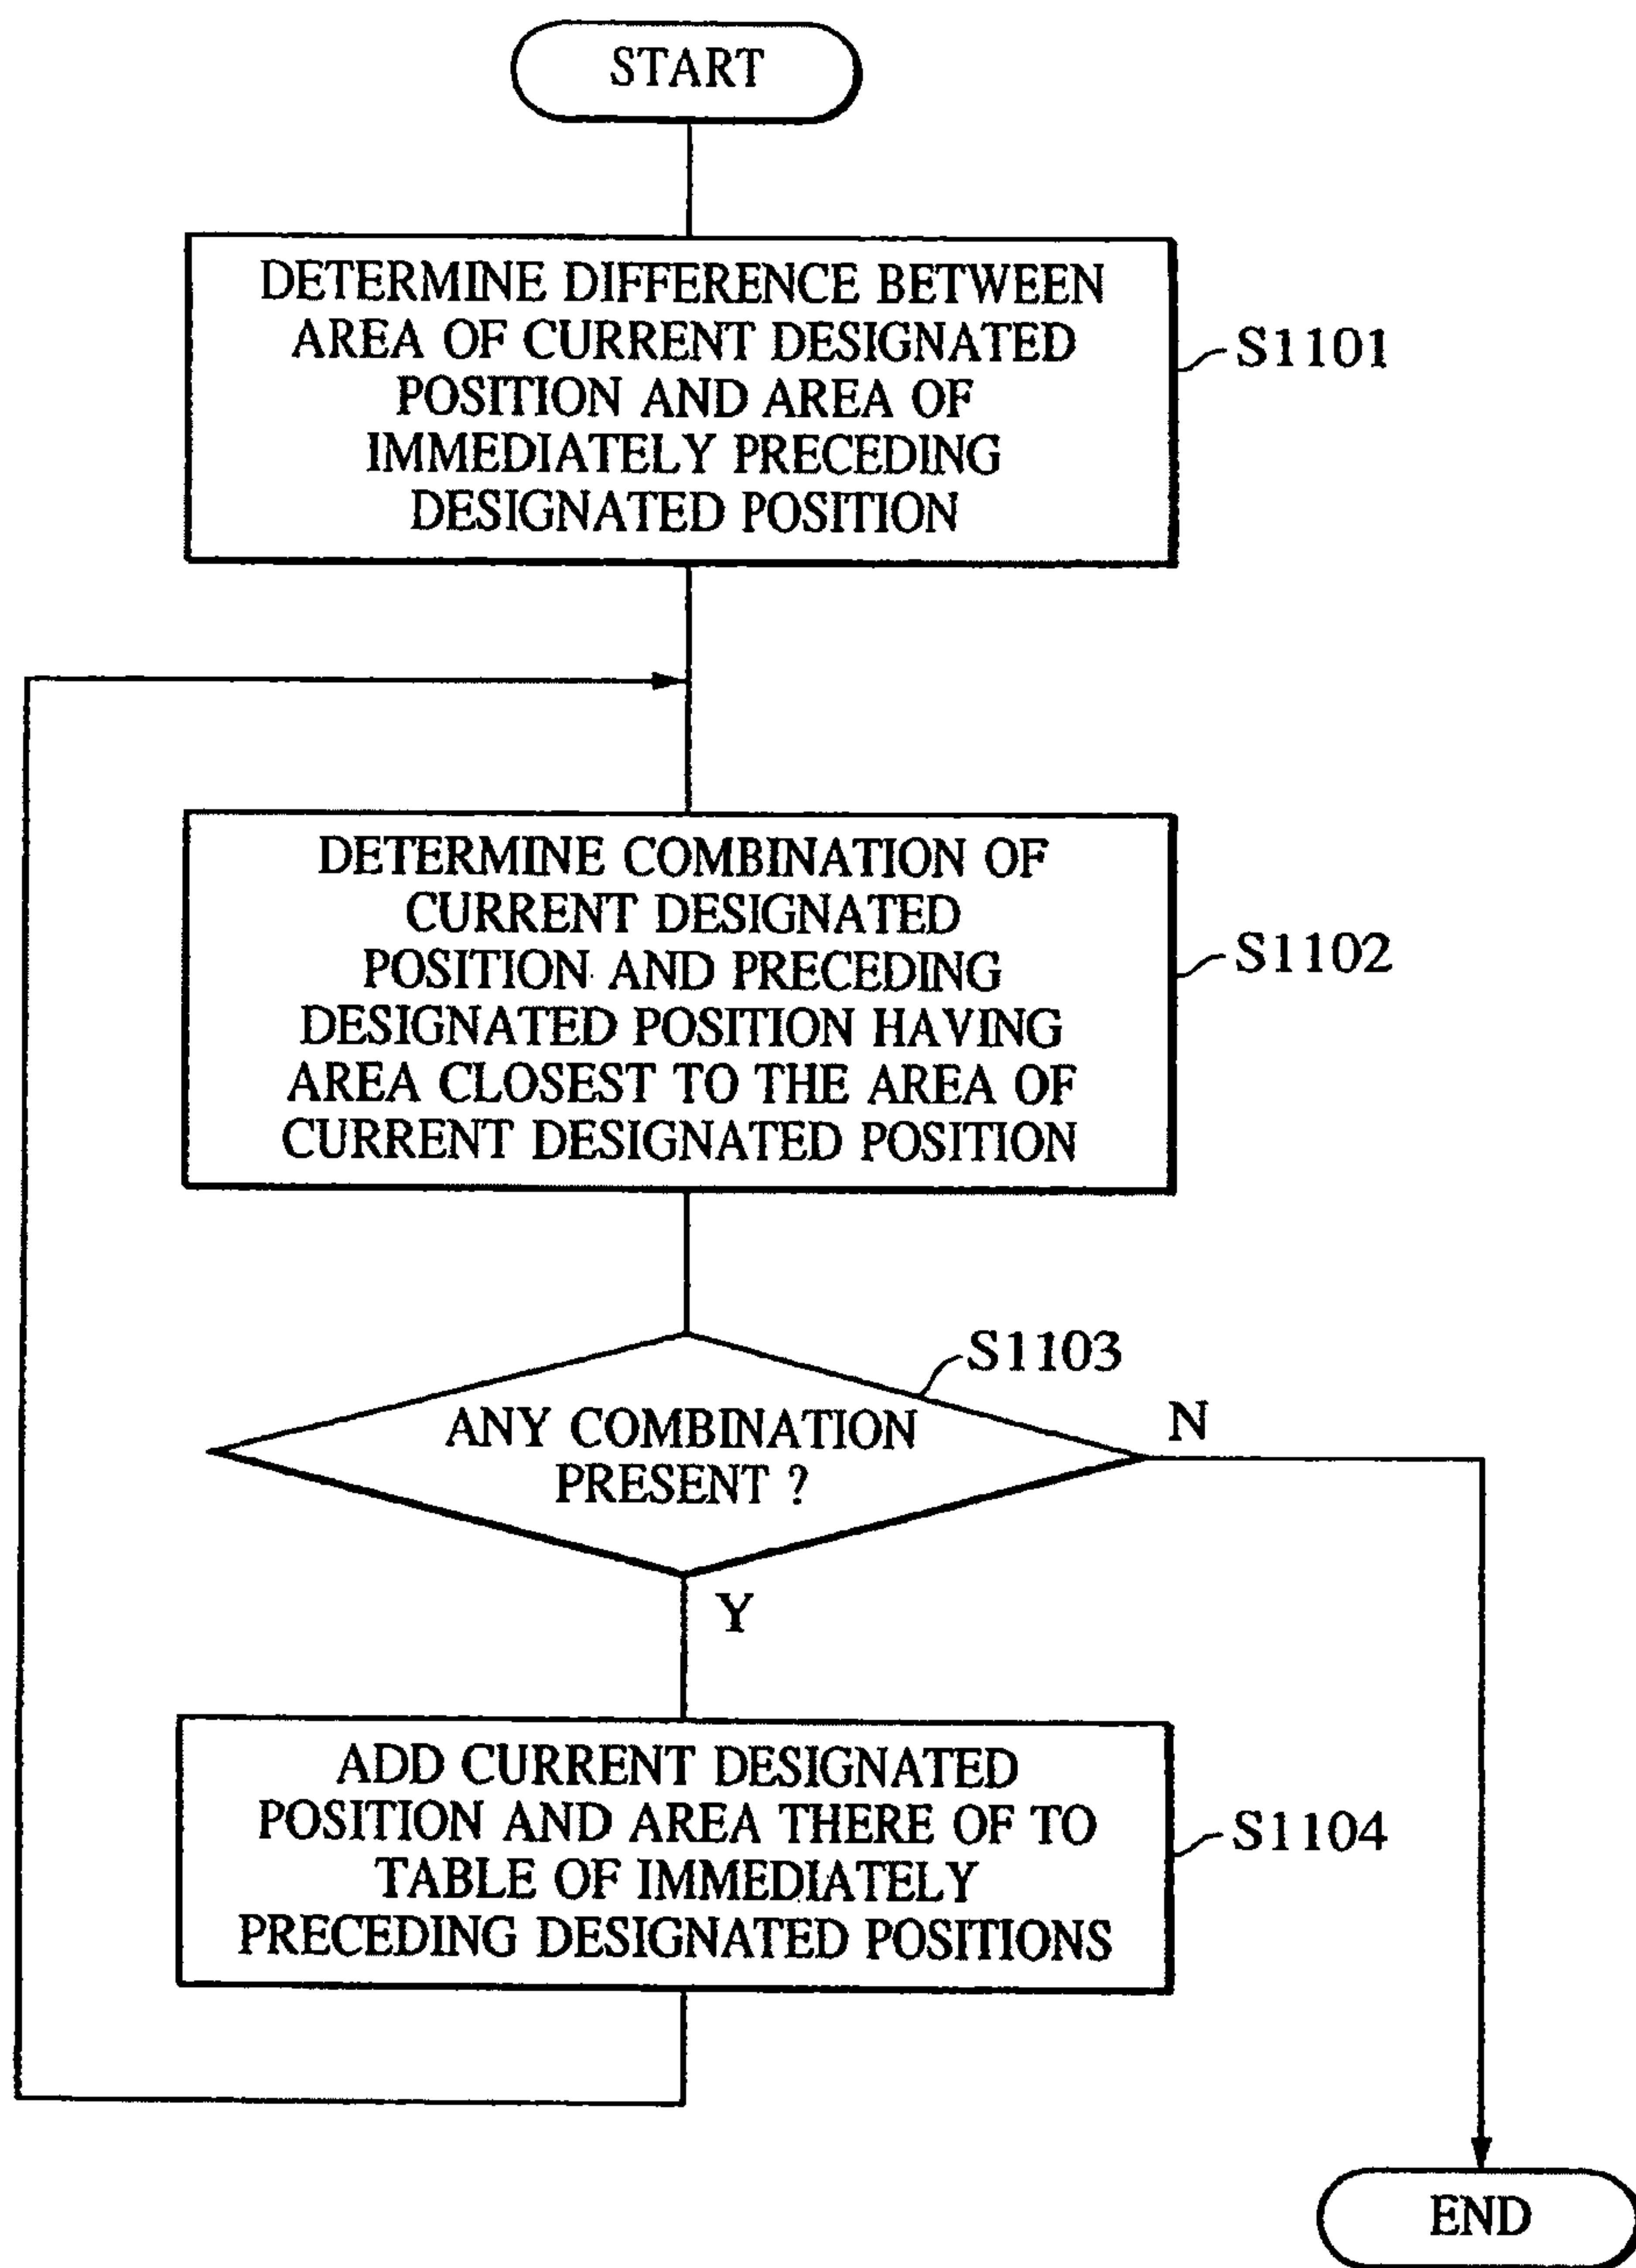 START
DETERMINE DIFFERENCE BETWEEN
AREA OF CURRENT DESIGNATED
POSITION AND AREA OF
IMMEDIATELY PRECEDING
DESIGNATED POSITION
S1101
DETERMINE COMBINATION OF
CURRENT DESIGNATED
POSITION AND PRECEDING
DESIGNATED POSITION HAVING
AREA CLOSEST TO THE AREA OF
CURRENT DESIGNATED POSITION
S1102
S1103
ANY COMBINATION
PRESENT ?
N
Y
ADD CURRENT DESIGNATED
POSITION AND AREA THERE OF TO
TABLE OF IMMEDIATELY
PRECEDING DESIGNATED POSITIONS
S1104
END